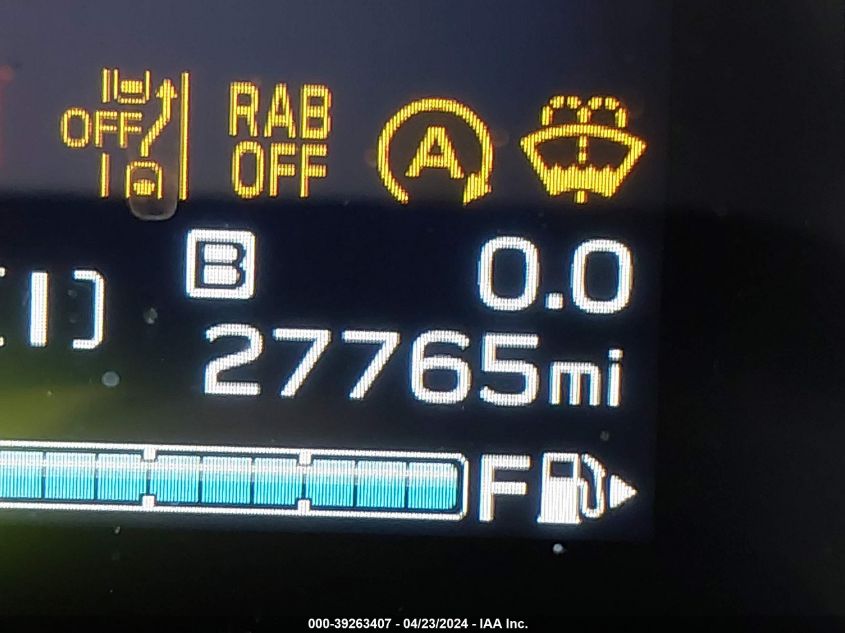 OFF
RAB
OFF
A
B 0.0
27765mi
F
000-39263407 - 04/23/2024 - IAA Inc.